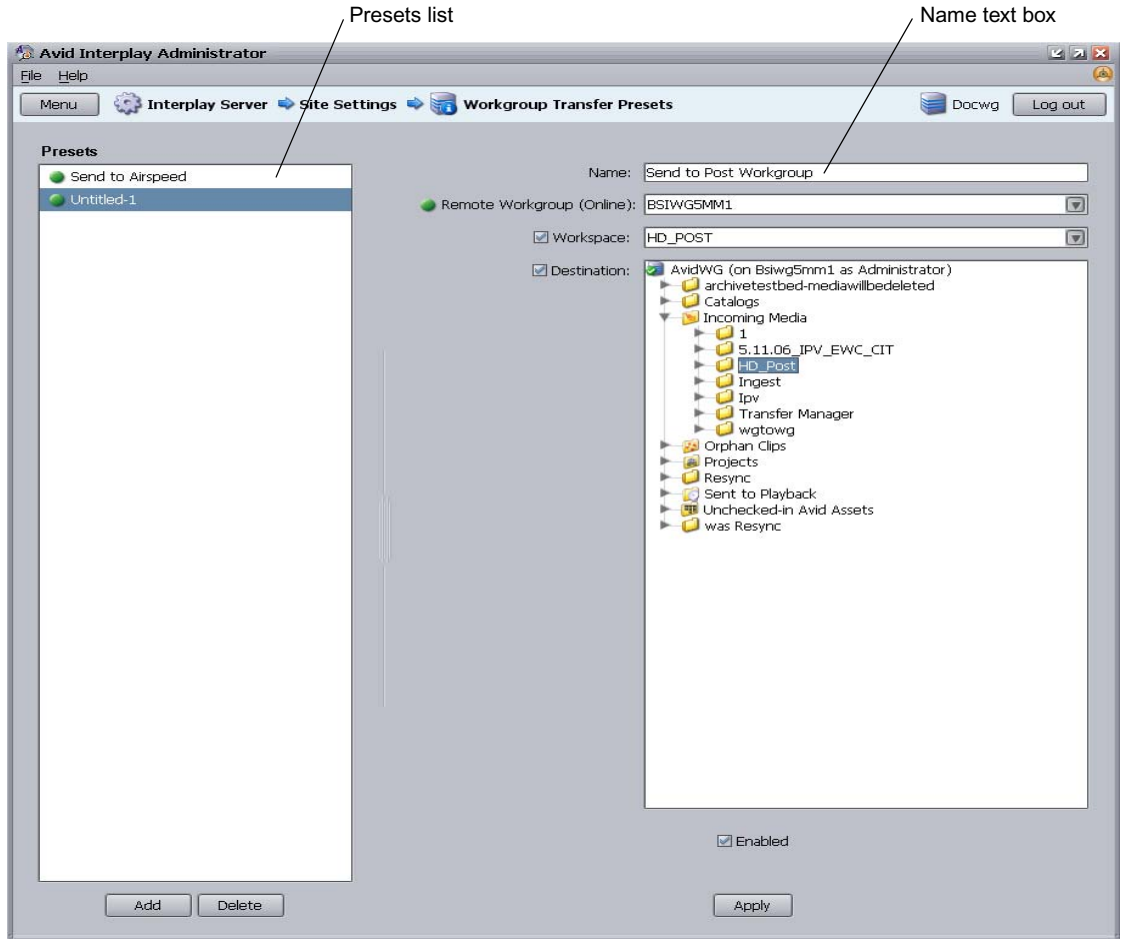 Presets list
Name text box
Avid Interplay Administrator
File Help
Menu Interplay Server Site Settings Workgroup Transfer Presets Docwg Log out
Presets
Send to Airspeed
Untitled-1
Name: Send to Post Workgroup
Remote Workgroup (Online): BSIWG5MM1
Workspace: HD_POST
Destination: AvidWG (on Bsiwg5mm1 as Administrator)
archivetestbed-mediawillbedeleted
Catalogs
Incoming Media
1
5.11.06_IPV_EWC_CIT
HD_Post
Ingest
Ipv
Transfer Manager
wgtowg
Orphan Clips
Projects
Resync
Sent to Playback
Unchecked-in Avid Assets
was Resync
Enabled
Add Delete Apply